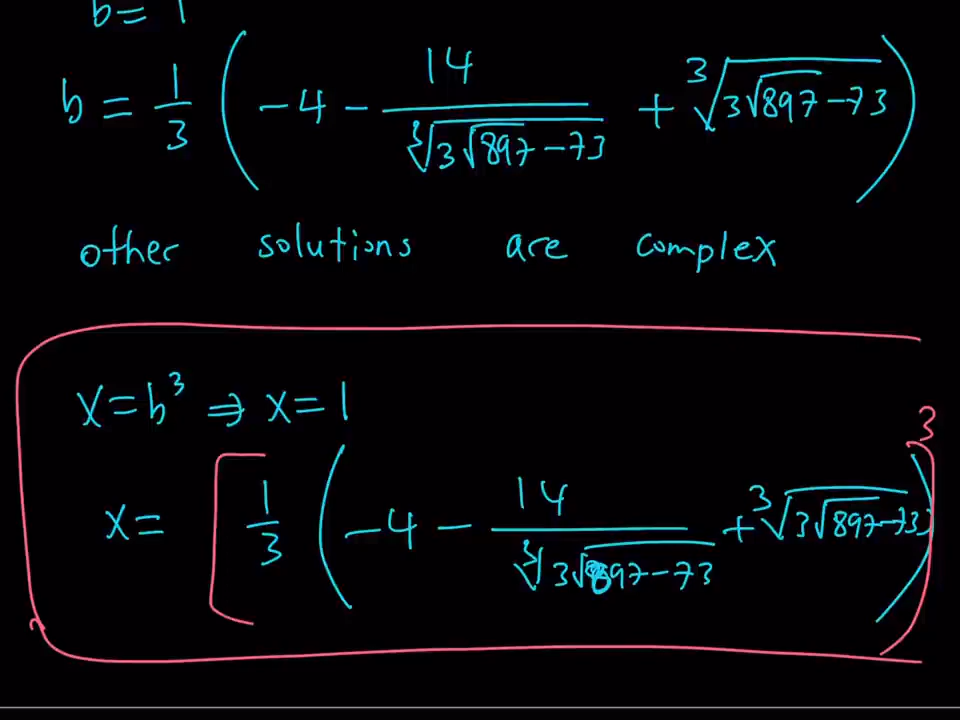 b = 1
b = 1/3 ( -4 - 14/∛(3√897 - 73) + ∛(3√897 - 73) )
other solutions are complex
X = b³ ⇒ x = 1
x = [ 1/3 ( -4 - 14/∛(3√897 - 73) + ∛(3√897 - 73) ) ]³